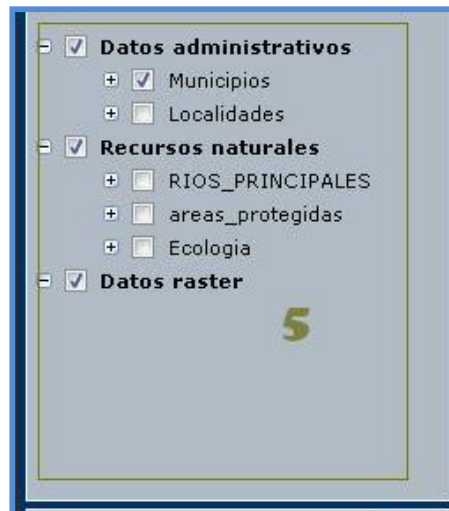 Datos administrativos
Municipios
Localidades
Recursos naturales
RIOS_PRINCIPALES
areas_protegidas
Ecologia
Datos raster
5